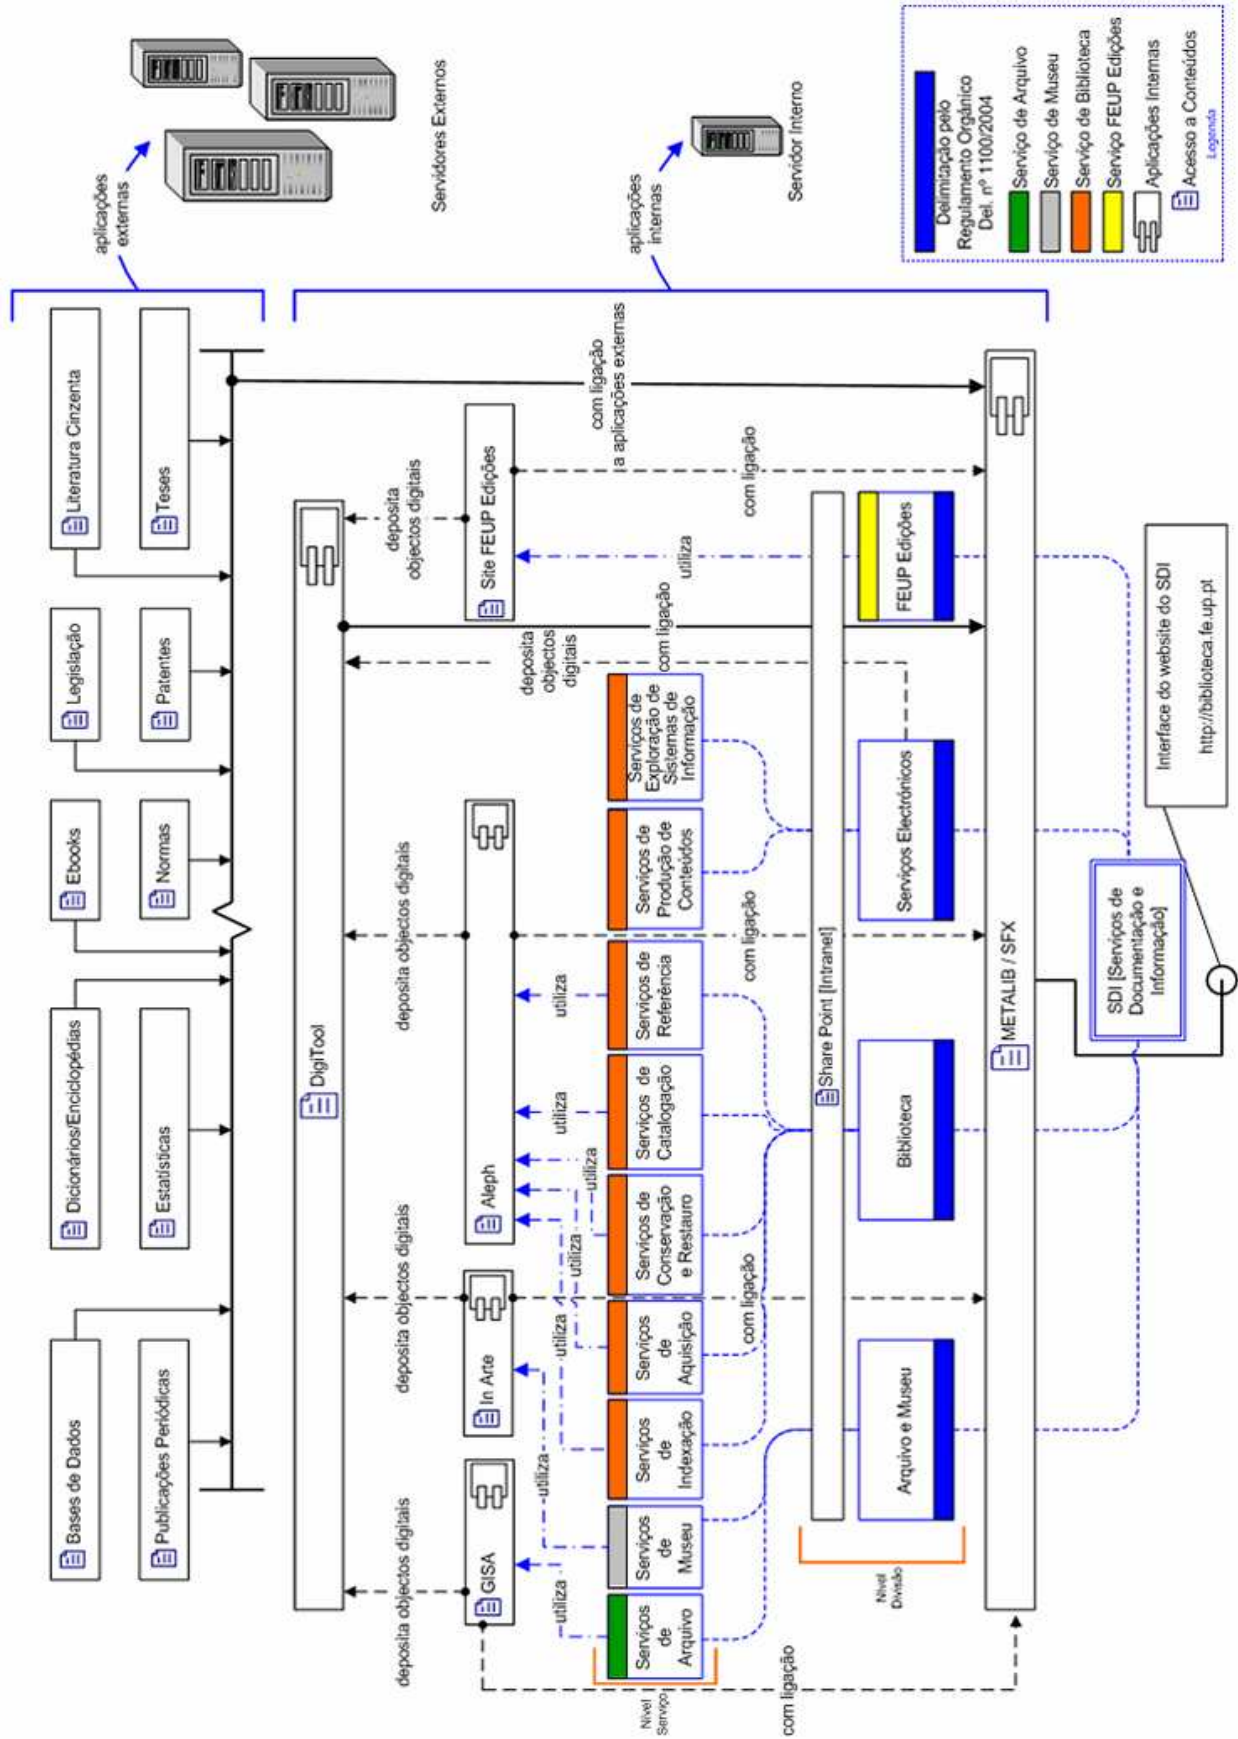 Bases de Dados
Dicionários/Enciclopédias
Ebooks
Legislação
Literatura Cinzenta
Publicações Periódicas
Estatísticas
Normas
Patentes
Teses
aplicações
externas
Servidores Externos
DigiTool
deposita objectos digitais
deposita objectos digitais
deposita objectos digitais
deposita
objectos
digitais
deposita
objectos digitais
GISA
In Arte
Aleph
Site FEUP Edições
com ligação
a aplicações externas
aplicações
internas
Servidor Interno
utiliza
utiliza
utiliza
utiliza
utiliza
utiliza
utiliza
utiliza
Nível
Serviço
Serviços
de
Arquivo
Serviços
de
Museu
Serviços
de
Indexação
Serviços
de
Aquisição
Serviços de
Conservação
e Restauro
Serviços de
Catalogação
Serviços de
Referência
Serviços de
Produção de
Conteúdos
Serviços de
Exploração de
Sistemas de
Informação
com ligação
com ligação
com ligação
com ligação
com ligação
Share Point [Intranet]
Nível
Divisão
Arquivo e Museu
Biblioteca
Serviços Electrónicos
FEUP Edições
METALIB / SFX
SDI [Serviços de
Documentação e
Informação]
Interface do website do SDI
http://biblioteca.fe.up.pt
Delimitação pelo
Regulamento Orgânico
Del. nº 1100/2004
Serviço de Arquivo
Serviço de Museu
Serviço de Biblioteca
Serviço FEUP Edições
Aplicações Internas
Acesso a Conteúdos
Legenda